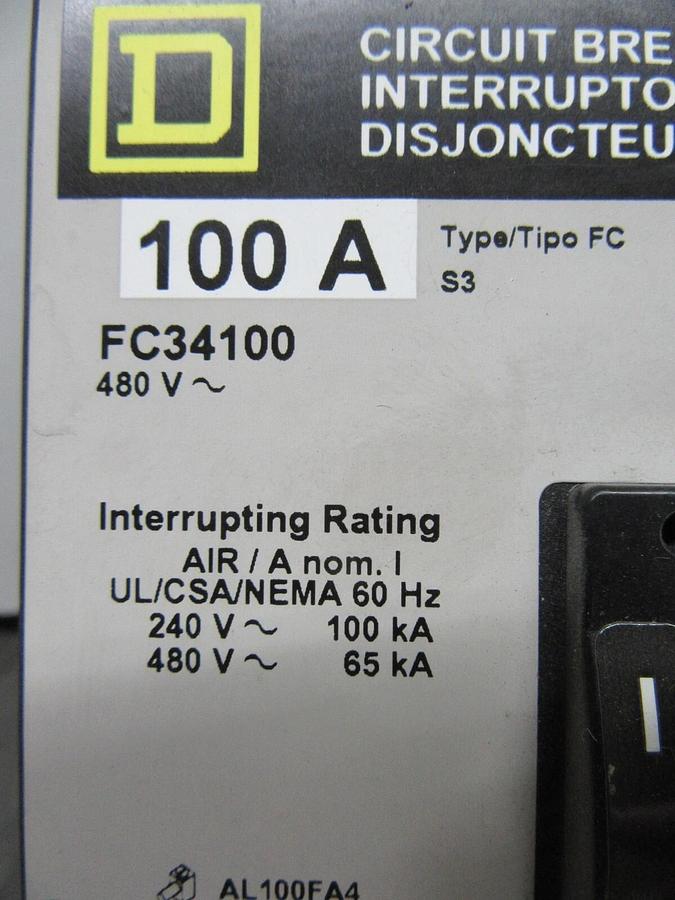 D
CIRCUIT BRE
INTERRUPTO
DISJONCTEU
100 A
Type/Tipo FC
S3
FC34100
480 V ~
Interrupting Rating
AIR / A nom. I
UL/CSA/NEMA 60 Hz
240 V ~ 100 kA
480 V ~ 65 kA
I
AL100FA4